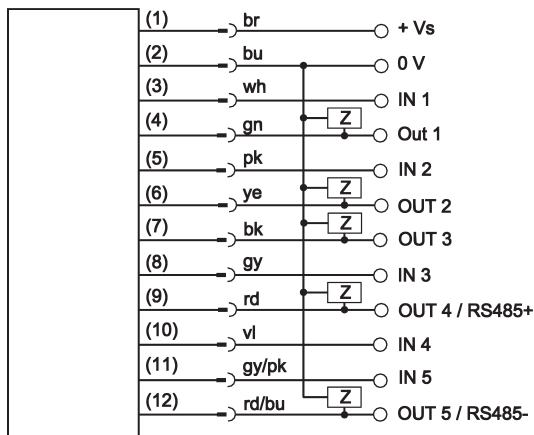 (1) br + Vs
(2) bu 0 V
(3) wh IN 1
Z
(4) gn Out 1
(5) pk IN 2
Z
(6) ye OUT 2
Z
(7) bk OUT 3
(8) gy IN 3
Z
(9) rd OUT 4 / RS485+
(10) vl IN 4
(11) gy/pk IN 5
Z
(12) rd/bu OUT 5 / RS485-